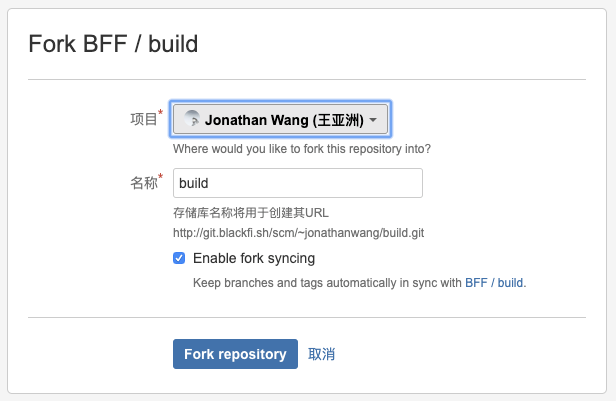 Fork BFF / build
项目*
Jonathan Wang (王亚洲)
Where would you like to fork this repository into?
名称*
build
存储库名称将用于创建其URL
http://git.blackfi.sh/scm/~jonathanwang/build.git
Enable fork syncing
Keep branches and tags automatically in sync with BFF / build.
Fork repository 取消